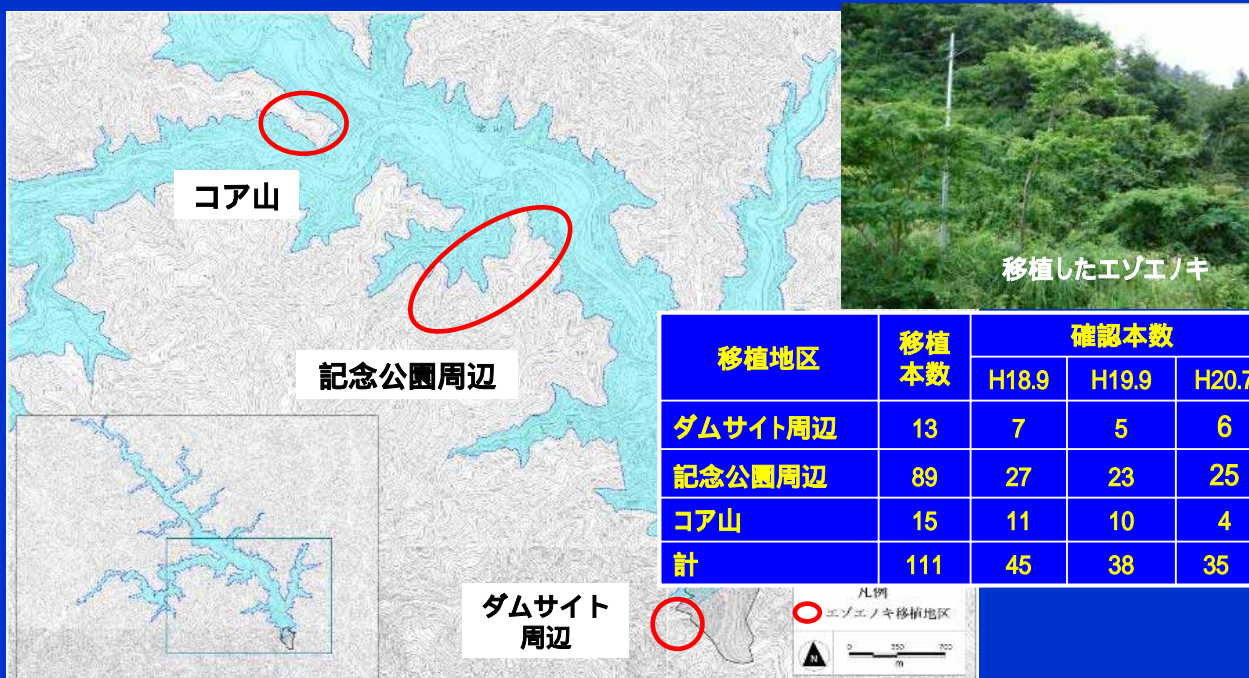 コア山
記念公園周辺
ダムサイト
周辺
移植したエゾエノキ
移植地区 移植本数 確認本数
H18.9 H19.9 H20.7
ダムサイト周辺 13 7 5 6
記念公園周辺 89 27 23 25
コア山 15 11 10 4
計 111 45 38 35
凡例
エゾエノキ移植地区
N
0 350 700
m